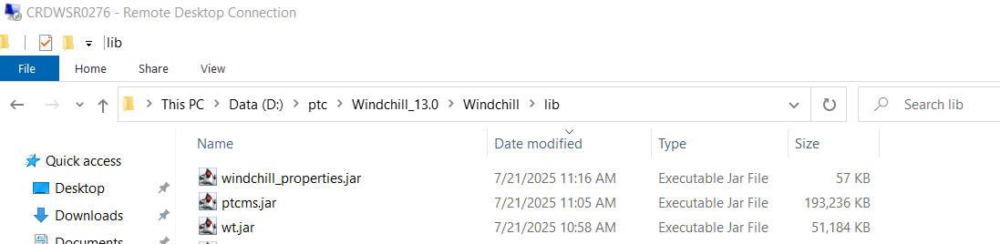 CRDWSR0276 - Remote Desktop Connection
lib
File Home Share View
This PC Data (D:) ptc Windchill_13.0 Windchill lib Search lib
Name Date modified Type Size
Quick access
windchill_properties.jar 7/21/2025 11:16 AM Executable Jar File 57 KB
Desktop
ptcms.jar 7/21/2025 11:05 AM Executable Jar File 193,236 KB
Downloads
wt.jar 7/21/2025 10:58 AM Executable Jar File 51,184 KB
Documents